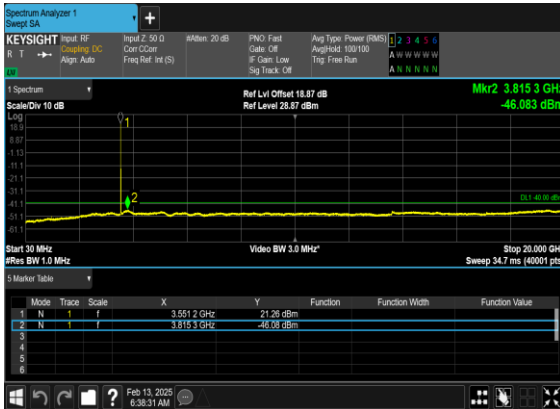 Spectrum Analyzer 1
Swept SA
+
KEYSIGHT Input: RF Input Z: 50 Ω #Atten: 20 dB PNO: Fast Avg Type: Power (RMS) 1 2 3 4 5 6
R T Coupling: DC Corr CCorr Gate: Off Avg|Hold: 100/100 A W W W W W
Align: Auto Freq Ref: Int (S) IF Gain: Low Trig: Free Run
Sig Track: Off A N N N N N
1 Spectrum
Scale/Div 10 dB
Ref Lvl Offset 18.87 dB
Ref Level 28.87 dBm
Mkr2 3.815 3 GHz
-46.083 dBm
Log
18.9
8.87
-1.13
-11.1
-21.1
-31.1
-41.1
-51.1
-61.1
1
2
DL1 -40.00 dBm
Start 30 MHz Video BW 3.0 MHz* Stop 20.000 GHz
#Res BW 1.0 MHz Sweep 34.7 ms (40001 pts)
5 Marker Table
Mode Trace Scale X Y Function Function Width Function Value
1 N 1 f 3.551 2 GHz 21.26 dBm
2 N 1 f 3.815 3 GHz -46.08 dBm
3
4
5
6
?
Feb 13, 2025
6:38:31 AM